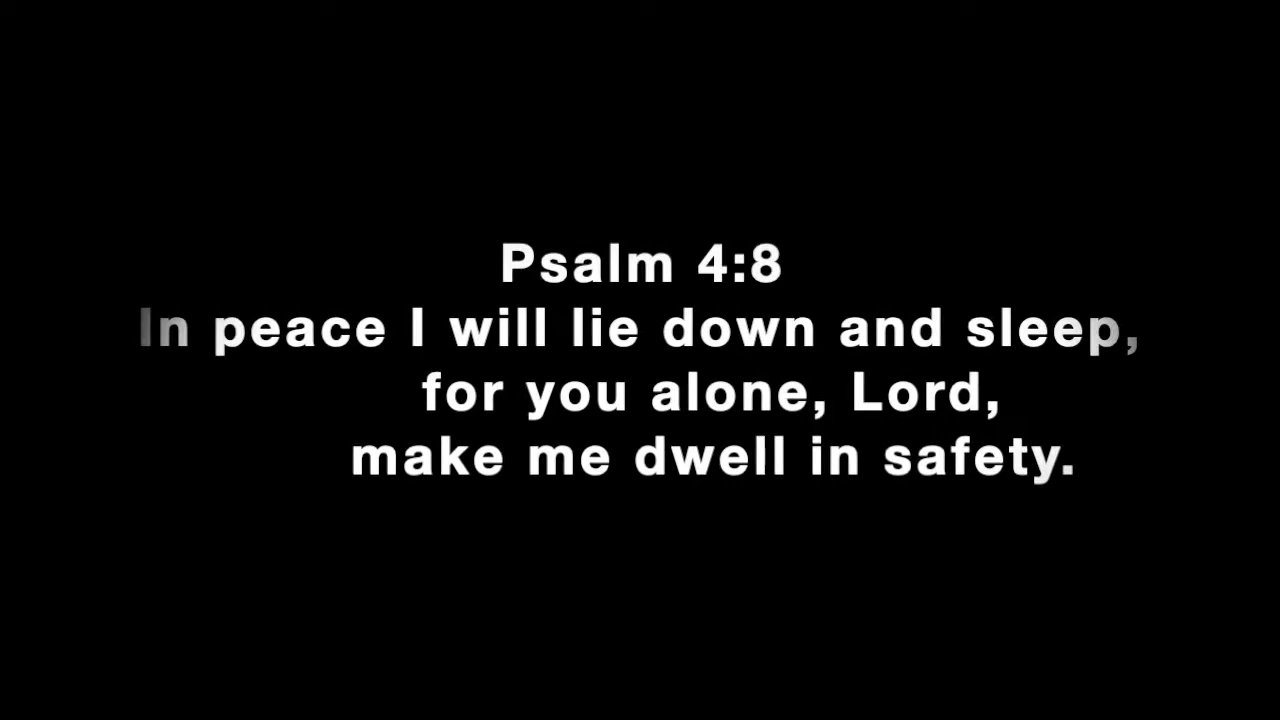 Psalm 4:8
In peace I will lie down and sleep,
for you alone, Lord,
make me dwell in safety.